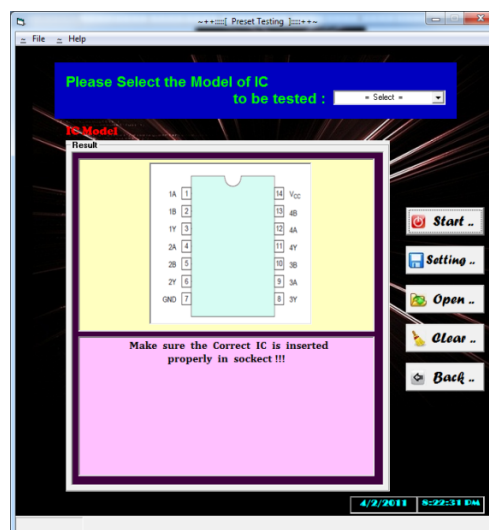 ~++::::[ Preset Testing ]::::++~
File Help
Please Select the Model of IC
to be tested :
= Select =
IC Model
Result
1A 1 14 VCC
1B 2 13 4B
1Y 3 12 4A
2A 4 11 4Y
2B 5 10 3B
2Y 6 9 3A
GND 7 8 3Y
Make sure the Correct IC is inserted
properly in sockect !!!
Start ..
Setting ..
Open ..
Clear ..
Back ..
4/2/2011 8:22:31 PM